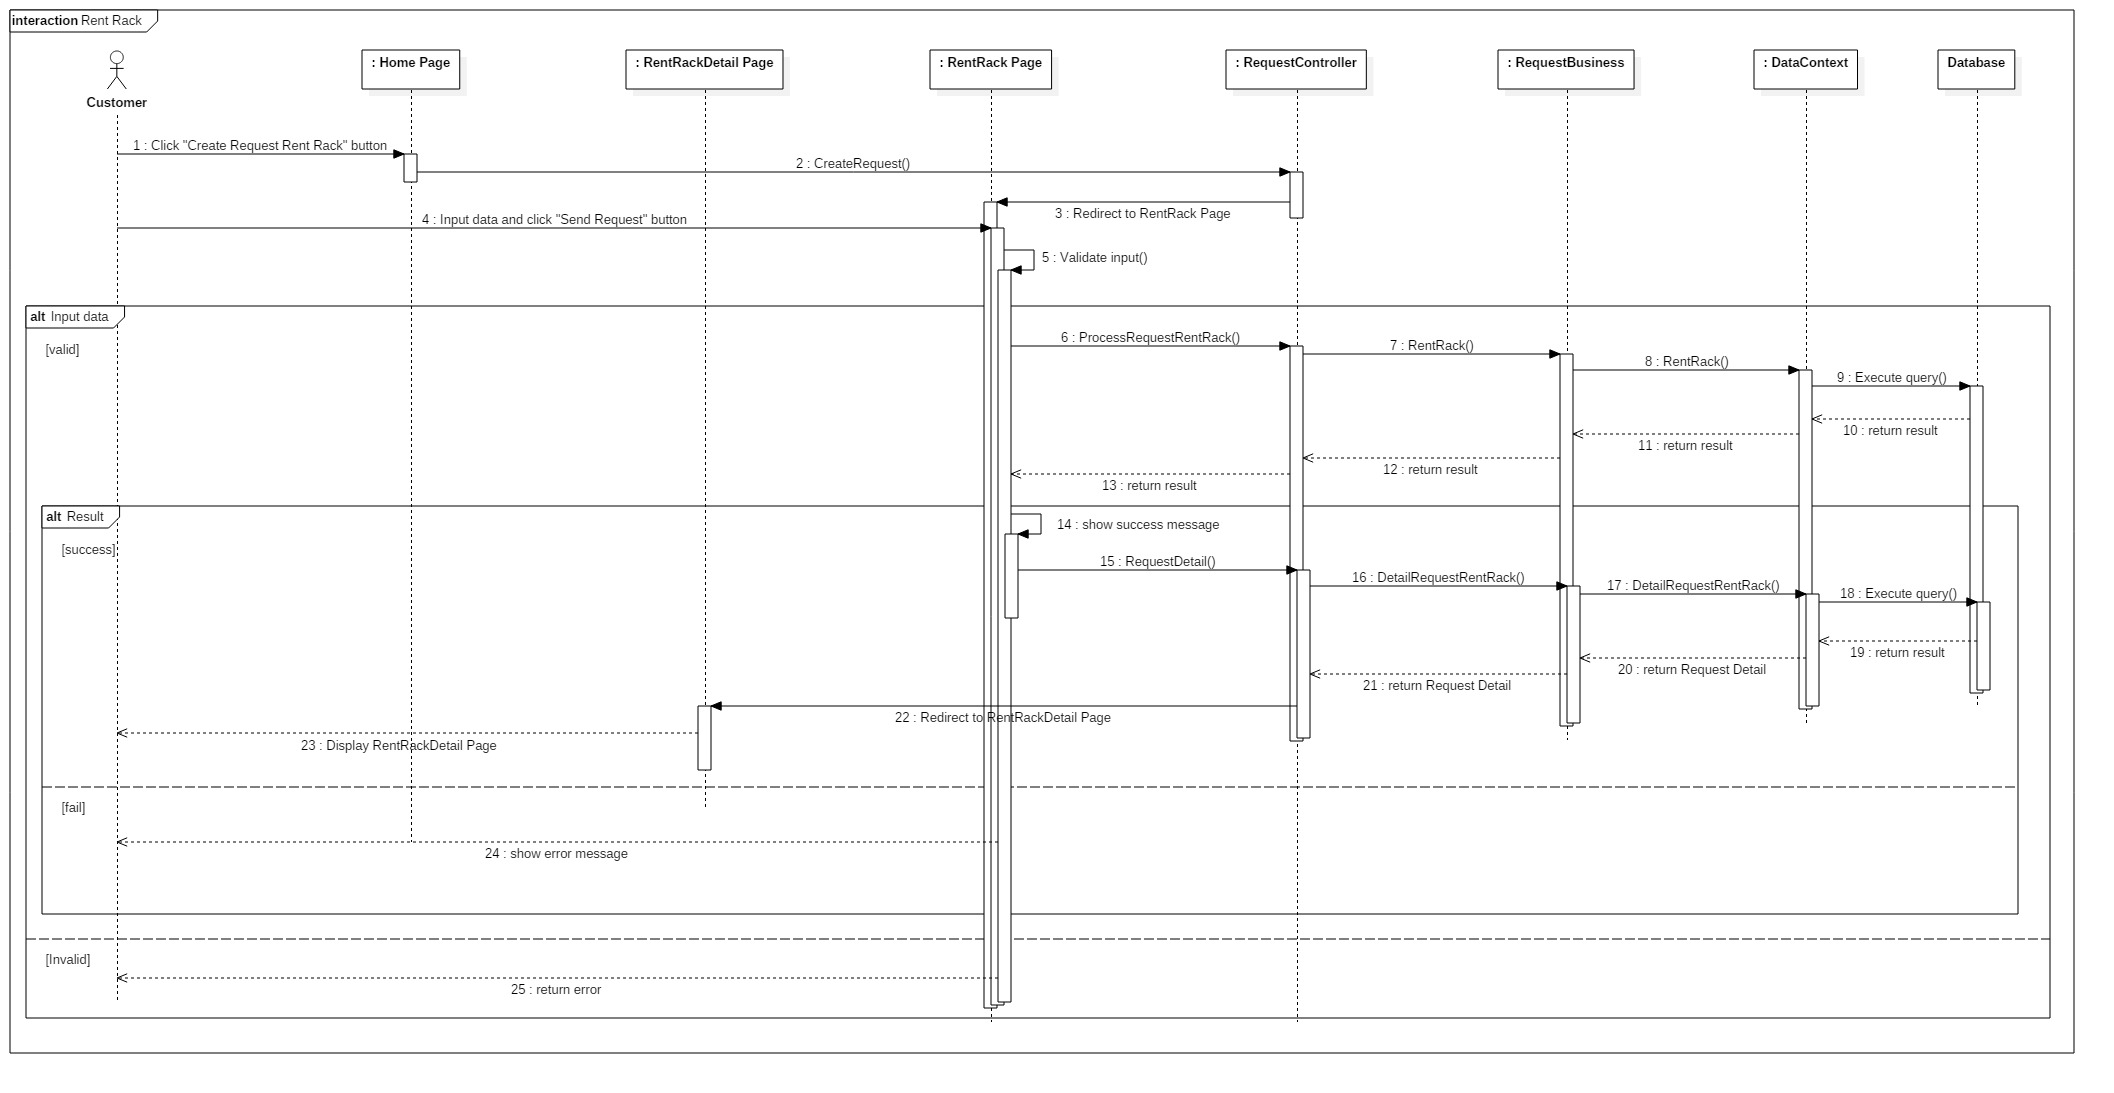 interaction Rent Rack
Customer
: Home Page
: RentRackDetail Page
: RentRack Page
: RequestController
: RequestBusiness
: DataContext
Database
1 : Click "Create Request Rent Rack" button
2 : CreateRequest()
3 : Redirect to RentRack Page
4 : Input data and click "Send Request" button
5 : Validate input()
alt Input data
[valid]
6 : ProcessRequestRentRack()
7 : RentRack()
8 : RentRack()
9 : Execute query()
10 : return result
11 : return result
12 : return result
13 : return result
alt Result
[success]
14 : show success message
15 : RequestDetail()
16 : DetailRequestRentRack()
17 : DetailRequestRentRack()
18 : Execute query()
19 : return result
20 : return Request Detail
21 : return Request Detail
22 : Redirect to RentRackDetail Page
23 : Display RentRackDetail Page
[fail]
24 : show error message
[Invalid]
25 : return error